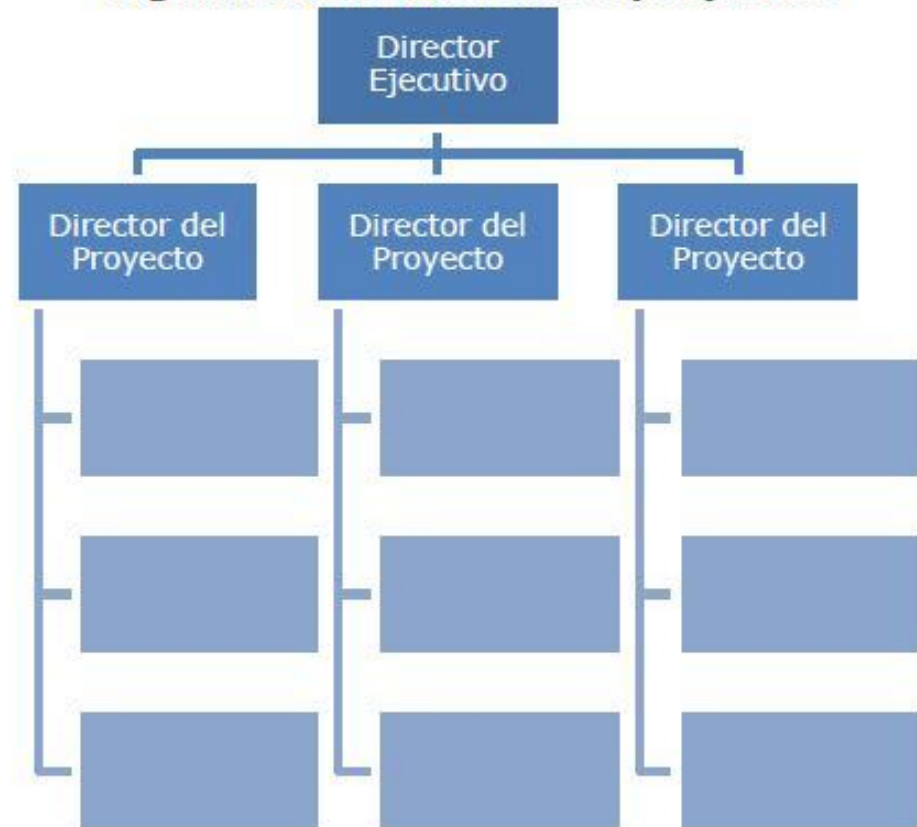 Director
Ejecutivo
Director del
Proyecto
Director del
Proyecto
Director del
Proyecto